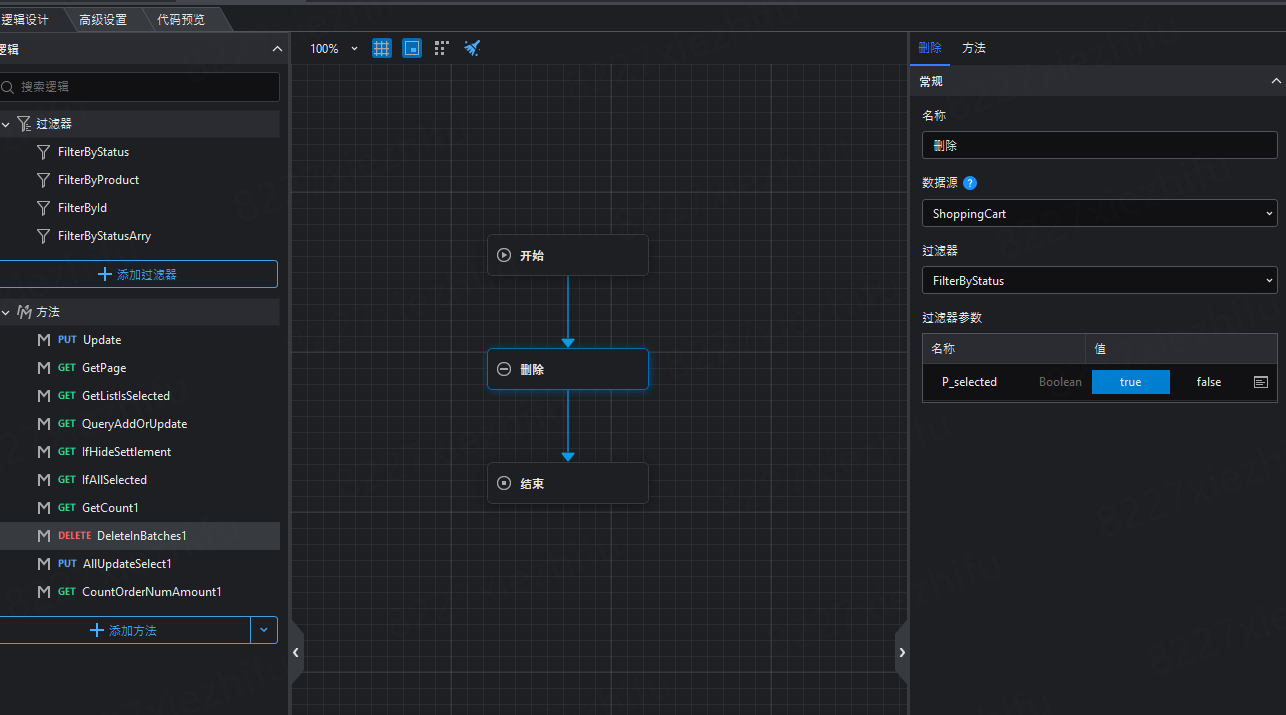 逻辑设计
高级设置
代码预览
逻辑
搜索逻辑
过滤器
FilterByStatus
FilterByProduct
FilterById
FilterByStatusArry
添加过滤器
方法
M PUT Update
M GET GetPage
M GET GetListIsSelected
M GET QueryAddOrUpdate
M GET IfHideSettlement
M GET IfAllSelected
M GET GetCount1
M DELETE DeleteInBatches1
M PUT AllUpdateSelect1
M GET CountOrderNumAmount1
添加方法
100%
开始
删除
结束
删除 方法
常规
名称
删除
数据源 ?
ShoppingCart
过滤器
FilterByStatus
过滤器参数
名称 值
P_selected Boolean true false